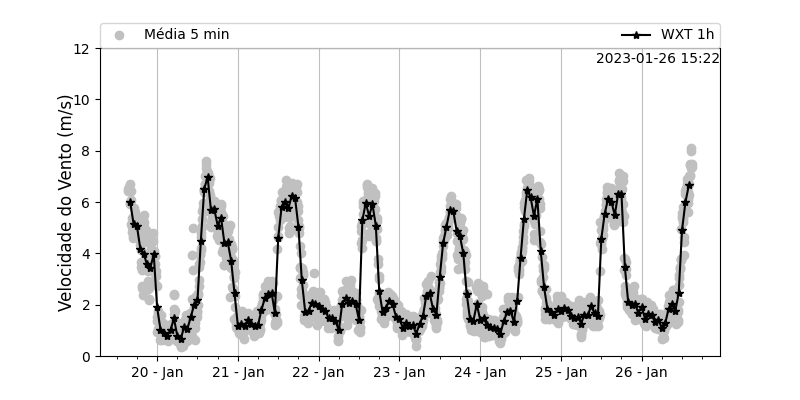 Média 5 min
WXT 1h
2023-01-26 15:22
Velocidade do Vento (m/s)
12
10
8
6
4
2
0
20 - Jan
21 - Jan
22 - Jan
23 - Jan
24 - Jan
25 - Jan
26 - Jan